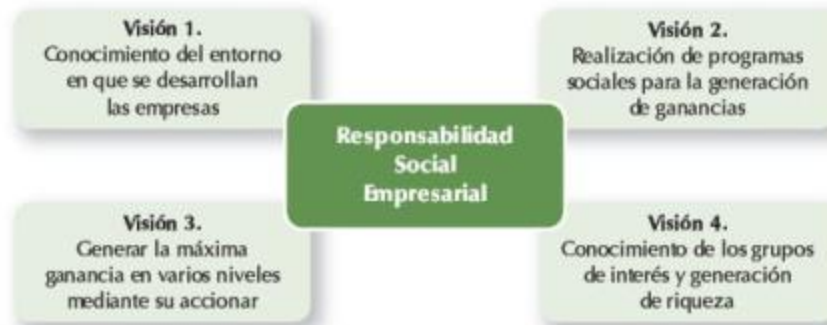 Visión 1.
Conocimiento del entorno
en que se desarrollan
las empresas
Visión 2.
Realización de programas
sociales para la generación
de ganancias
Responsabilidad
Social
Empresarial
Visión 3.
Generar la máxima
ganancia en varios niveles
mediante su accionar
Visión 4.
Conocimiento de los grupos
de interés y generación
de riqueza